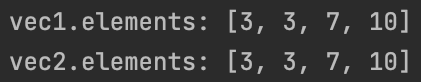 vec1.elements: [3, 3, 7, 10]
vec2.elements: [3, 3, 7, 10]